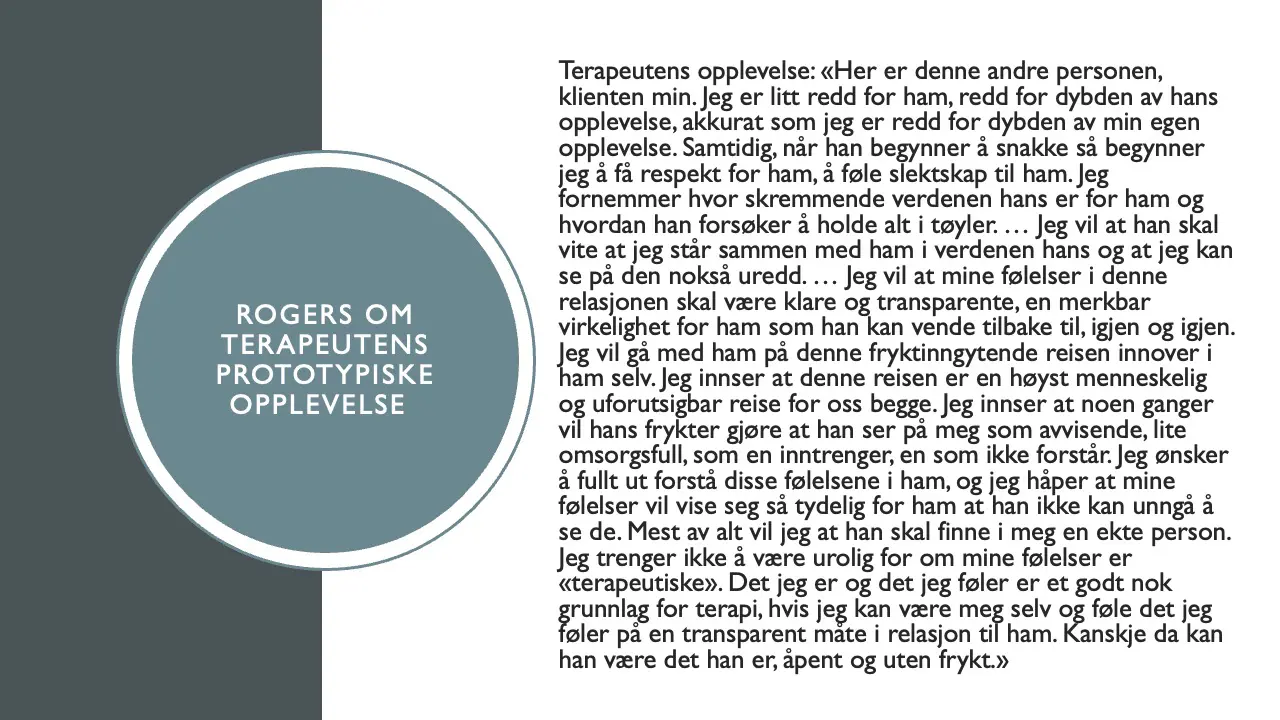 ROGERS OM
TERAPEUTENS
PROTOTYPISKE
OPPLEVELSE
Terapeutens opplevelse: «Her er denne andre personen,
klienten min. Jeg er litt redd for ham, redd for dybden av hans
opplevelse, akkurat som jeg er redd for dybden av min egen
opplevelse. Samtidig, når han begynner å snakke så begynner
jeg å få respekt for ham, å føle slektskap til ham. Jeg
fornemmer hvor skremmende verdenen hans er for ham og
hvordan han forsøker å holde alt i tøyler. … Jeg vil at han skal
vite at jeg står sammen med ham i verdenen hans og at jeg kan
se på den nokså uredd. … Jeg vil at mine følelser i denne
relasjonen skal være klare og transparente, en merkbar
virkelighet for ham som han kan vende tilbake til, igjen og igjen.
Jeg vil gå med ham på denne fryktinngytende reisen innover i
ham selv. Jeg innser at denne reisen er en høyst menneskelig
og uforutsigbar reise for oss begge. Jeg innser at noen ganger
vil hans frykter gjøre at han ser på meg som avvisende, lite
omsorgsfull, som en inntrenger, en som ikke forstår. Jeg ønsker
å fullt ut forstå disse følelsene i ham, og jeg håper at mine
følelser vil vise seg så tydelig for ham at han ikke kan unngå å
se de. Mest av alt vil jeg at han skal finne i meg en ekte person.
Jeg trenger ikke å være urolig for om mine følelser er
«terapeutiske». Det jeg er og det jeg føler er et godt nok
grunnlag for terapi, hvis jeg kan være meg selv og føle det jeg
føler på en transparent måte i relasjon til ham. Kanskje da kan
han være det han er, åpent og uten frykt.»